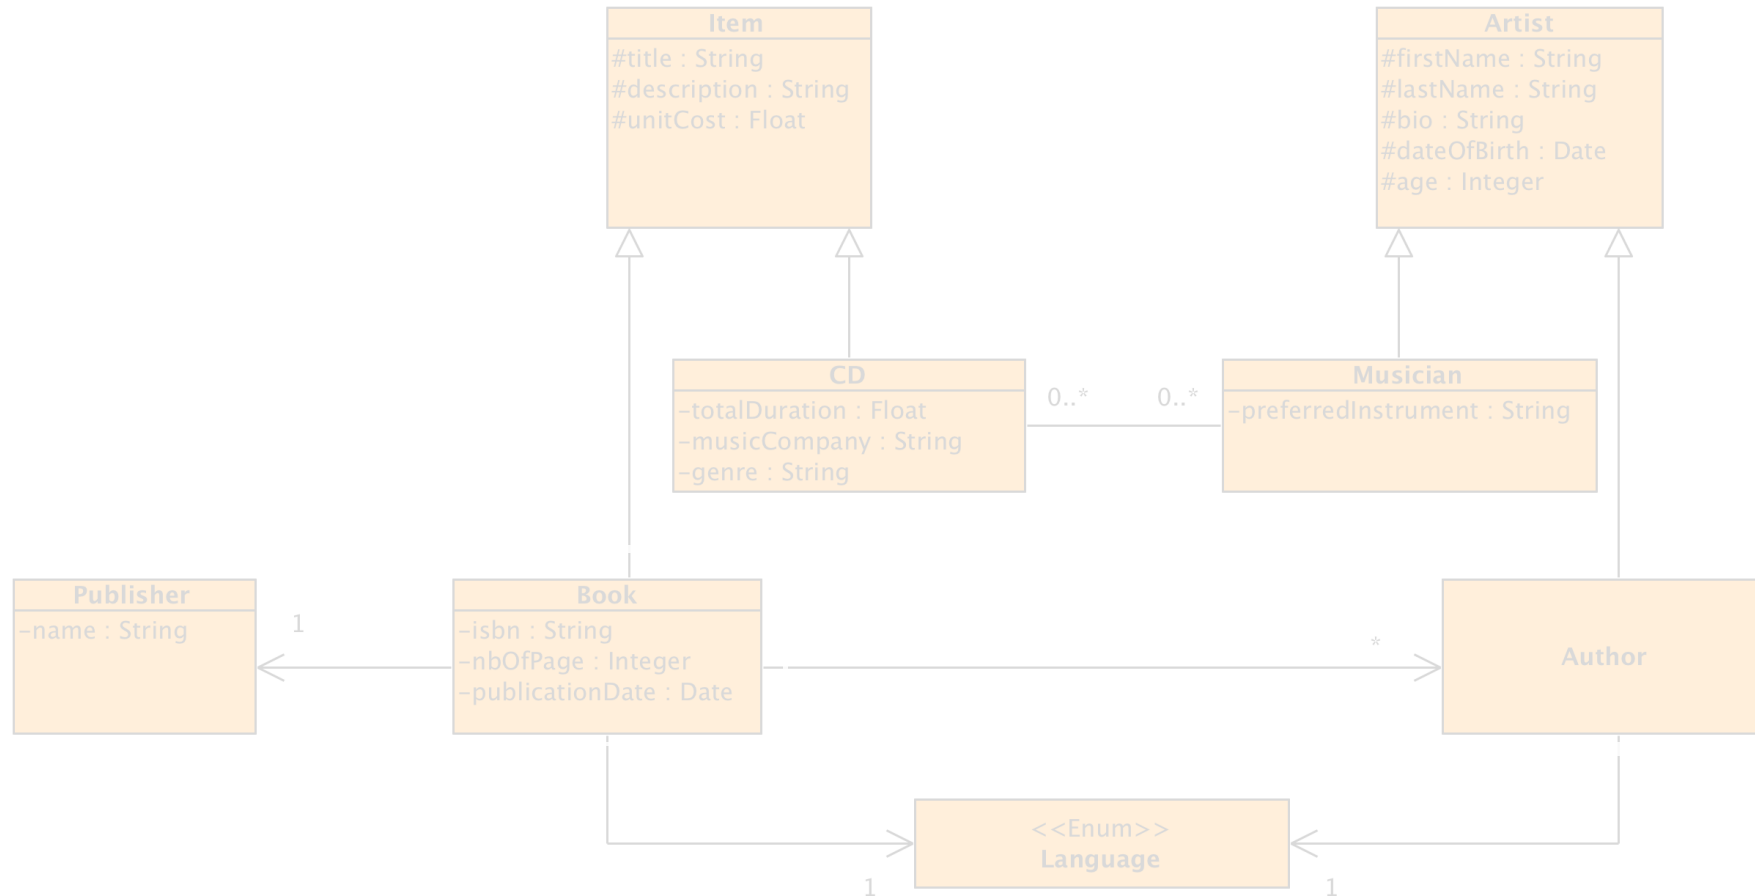 Item
#title : String
#description : String
#unitCost : Float
Artist
#firstName : String
#lastName : String
#bio : String
#dateOfBirth : Date
#age : Integer
CD
-totalDuration : Float
-musicCompany : String
-genre : String
0..*
0..*
Musician
-preferredInstrument : String
Publisher
-name : String
1
Book
-isbn : String
-nbOfPage : Integer
-publicationDate : Date
*
Author
<<Enum>>
Language
1
1